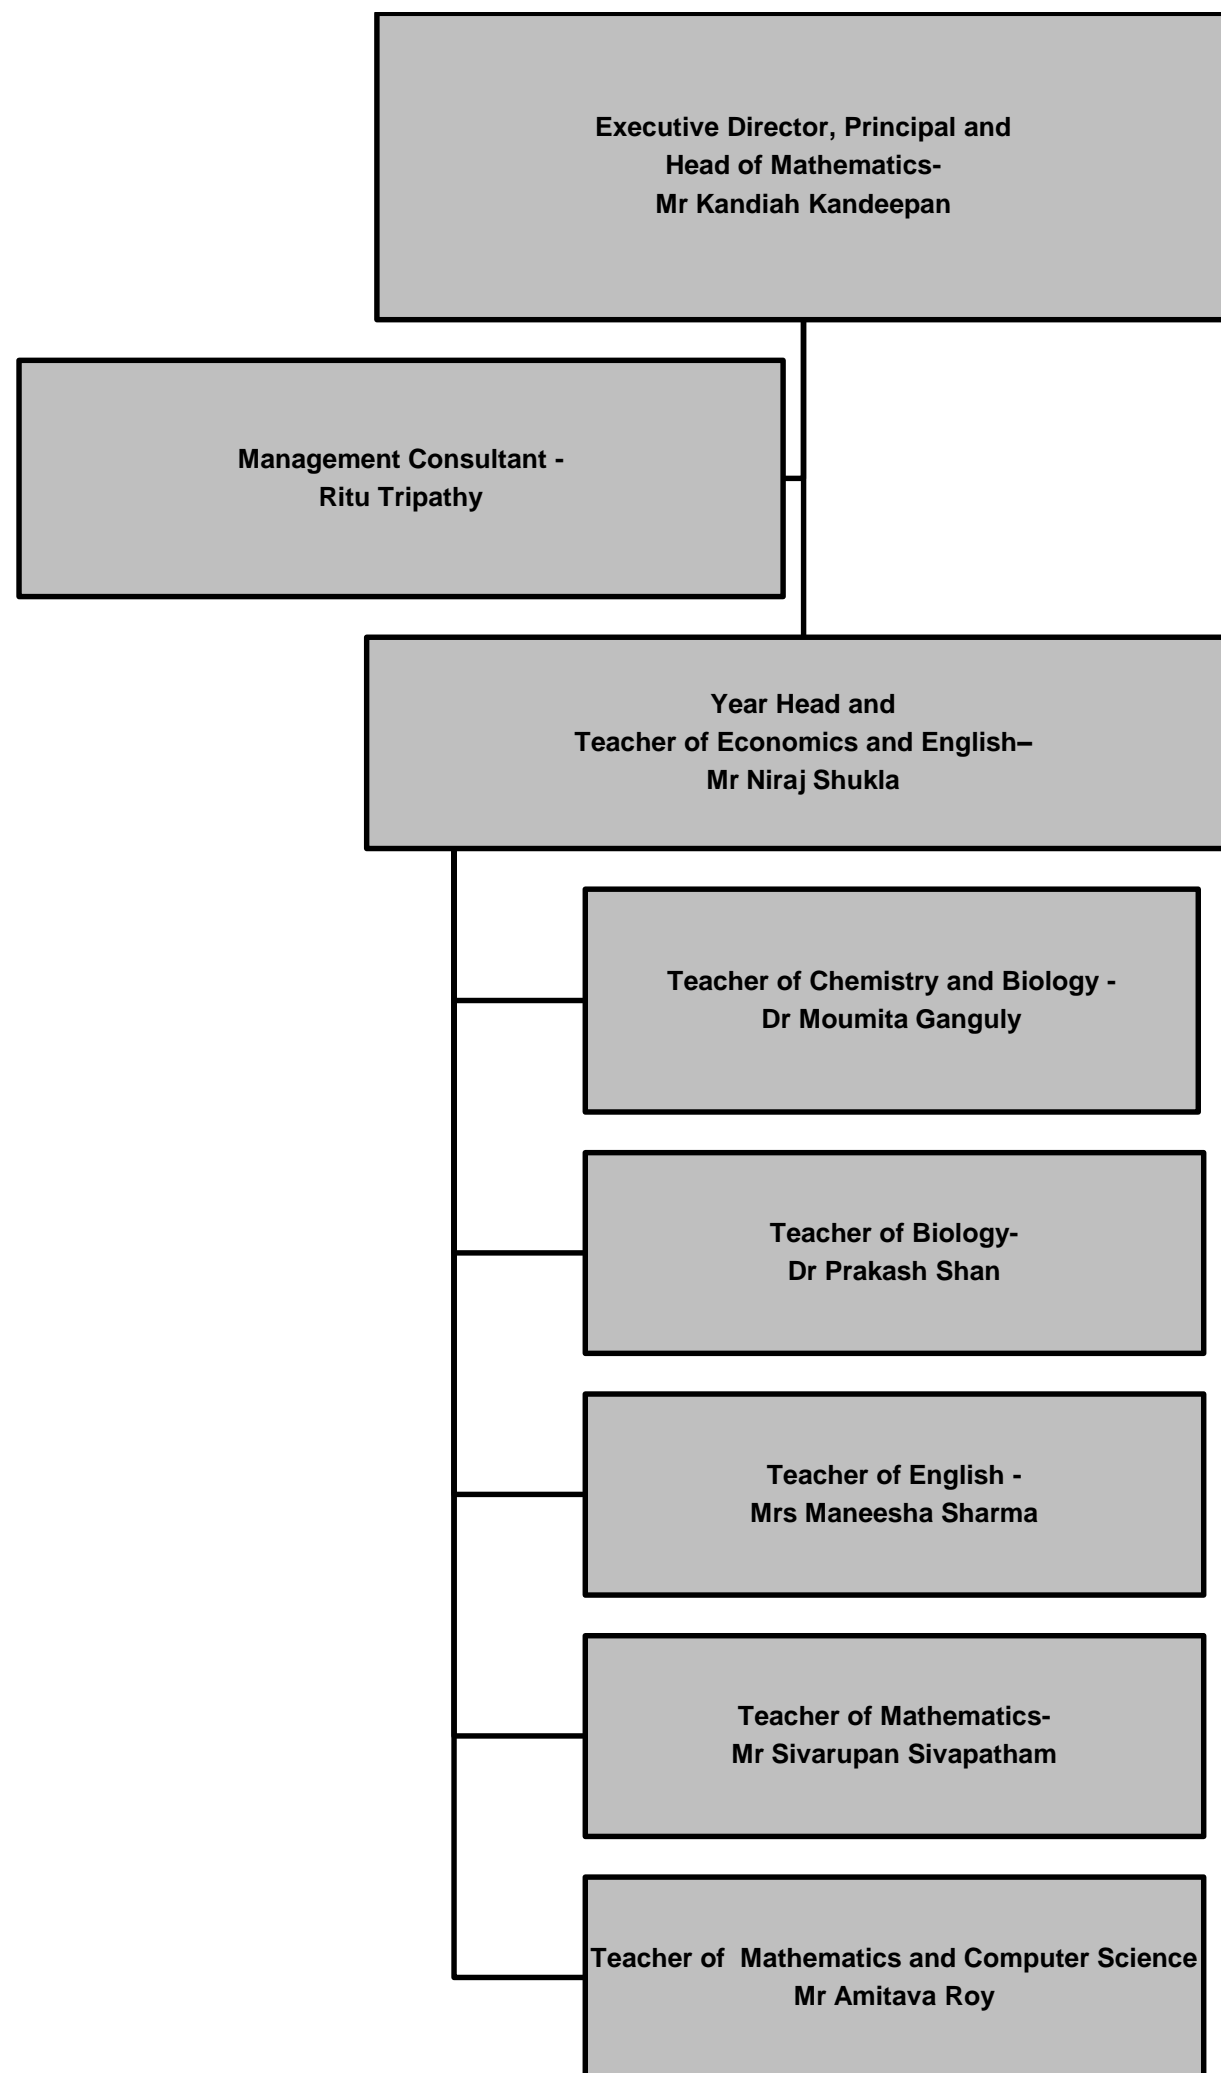 Executive Director, Principal and
Head of Mathematics-
Mr Kandiah Kandeepan
Management Consultant -
Ritu Tripathy
Year Head and
Teacher of Economics and English–
Mr Niraj Shukla
Teacher of Chemistry and Biology -
Dr Moumita Ganguly
Teacher of Biology-
Dr Prakash Shan
Teacher of English -
Mrs Maneesha Sharma
Teacher of Mathematics-
Mr Sivarupan Sivapatham
Teacher of  Mathematics and Computer Science
Mr Amitava Roy